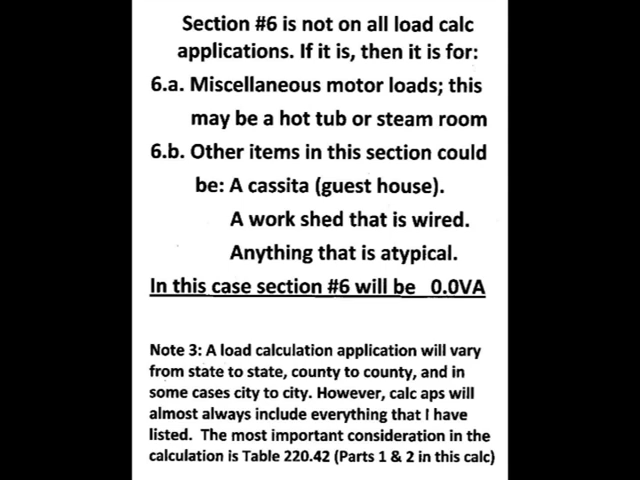 Section #6 is not on all load calc
applications. If it is, then it is for:
6.a. Miscellaneous motor loads; this
may be a hot tub or steam room
6.b. Other items in this section could
be: A cassita (guest house).
A work shed that is wired.
Anything that is atypical.
In this case section #6 will be 0.0VA
Note 3: A load calculation application will vary
from state to state, county to county, and in
some cases city to city. However, calc aps will
almost always include everything that I have
listed. The most important consideration in the
calculation is Table 220.42 (Parts 1 & 2 in this calc)